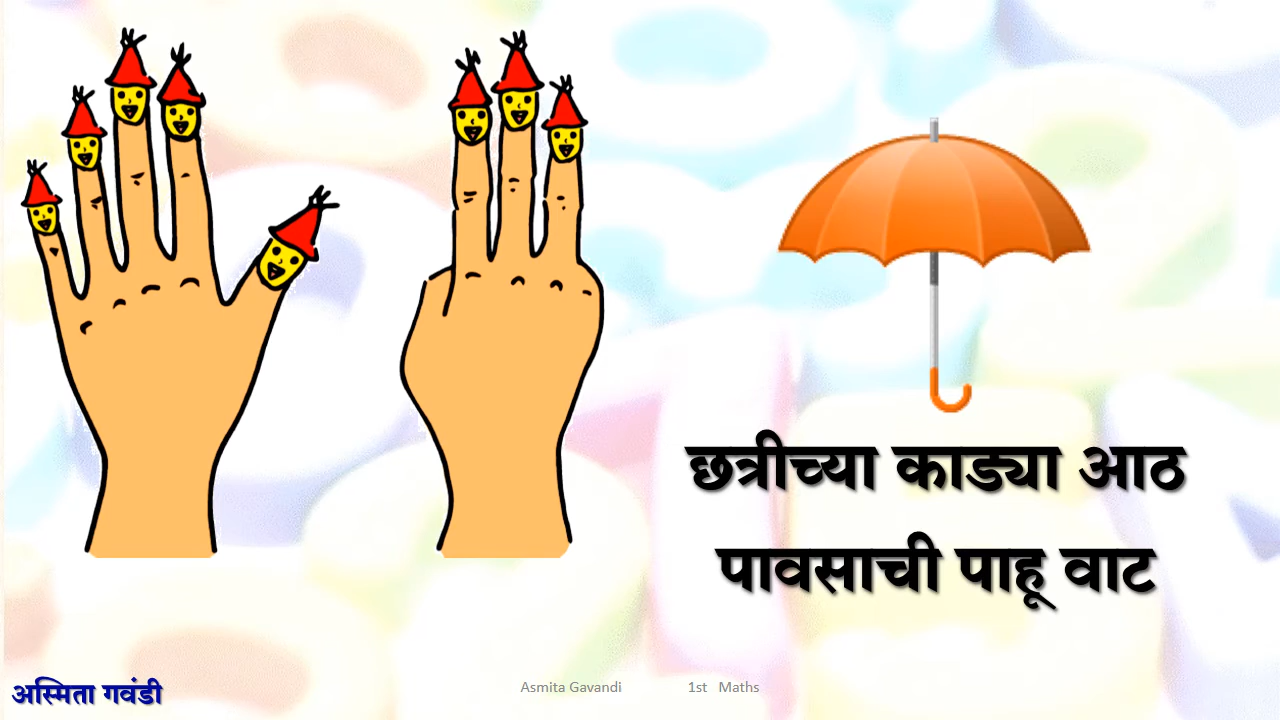 छत्रीच्या काड्या आठ
पावसाची पाहू वाट
अस्मिता गवंडी
Asmita Gavandi 1st Maths